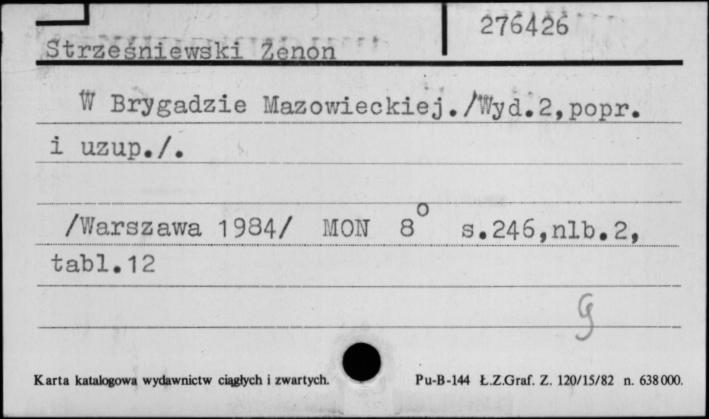 276426
Strześniewski Zenon
W Brygadzie Mazowieckiej./Wyd.2,popr.
i uzup./.
/Warszawa 1984/ MON 8° s.246,nlb.2,
tabl.12
g
Karta katalogowa wydawnictw ciągłych i zwartych. Pu-B-144 Ł.Z.Graf. Z. 120/15/82 n. 638000.